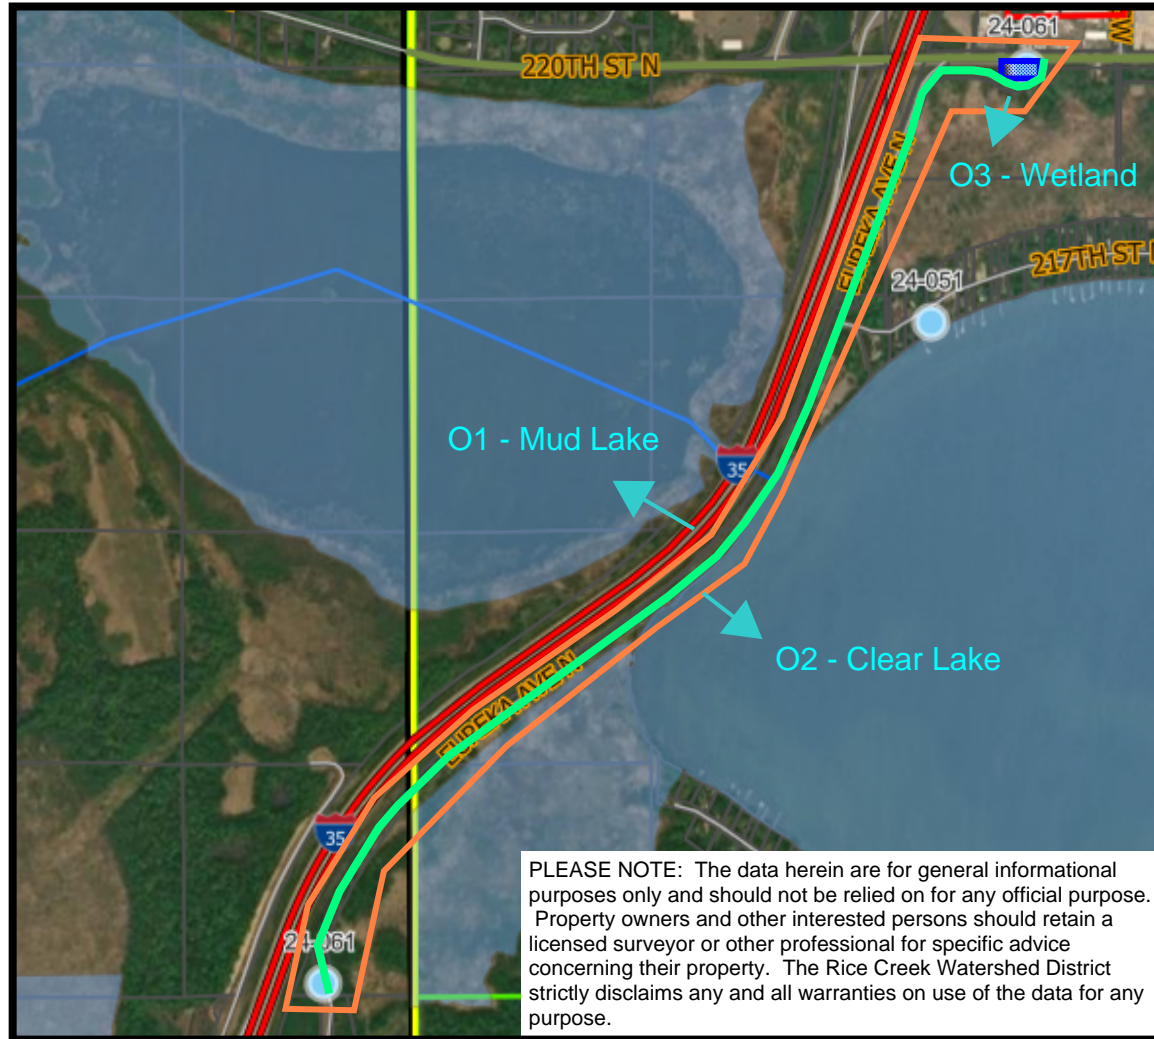 24-061
EW
220TH ST N
O3 - Wetland
EUREKA AVE N
217TH ST
24-051
O1 - Mud Lake
35
O2 - Clear Lake
EUREKA AVE N
35
PLEASE NOTE: The data herein are for general informational
purposes only and should not be relied on for any official purpose.
Property owners and other interested persons should retain a
licensed surveyor or other professional for specific advice
concerning their property. The Rice Creek Watershed District
strictly disclaims any and all warranties on use of the data for any
purpose.
24-061